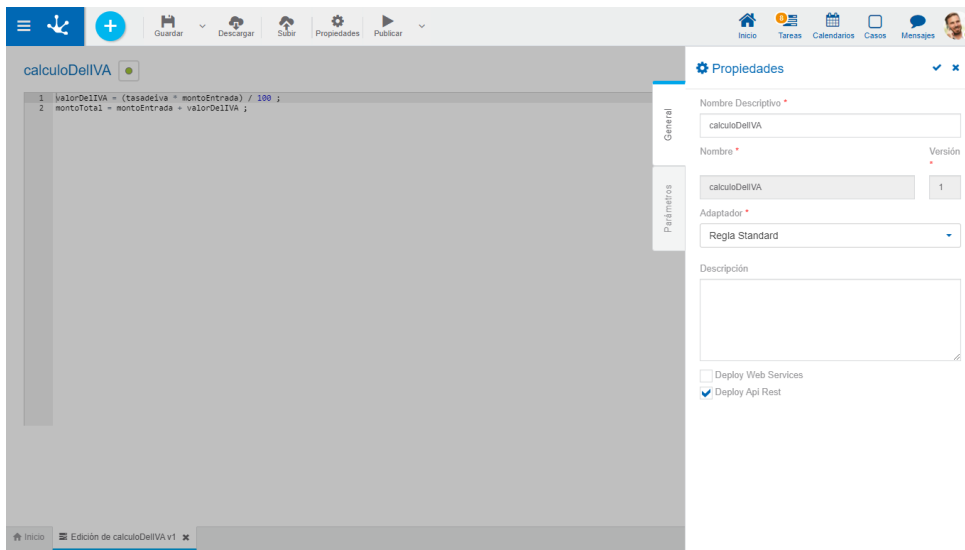 Guardar
Descargar
Subir
Propiedades
Publicar
Inicio
8
Tareas
Calendarios
Casos
Mensajes
calculoDelIVA
1 valorDelIVA = (tasadeiva * montoEntrada) / 100 ;
2 montoTotal = montoEntrada + valorDelIVA ;
General
Parámetros
Propiedades
Nombre Descriptivo *
calculoDelIVA
Nombre *
Versión *
calculoDelIVA
1
Adaptador *
Regla Standard
Descripción
Deploy Web Services
Deploy Api Rest
Inicio
Edición de calculoDelIVA v1